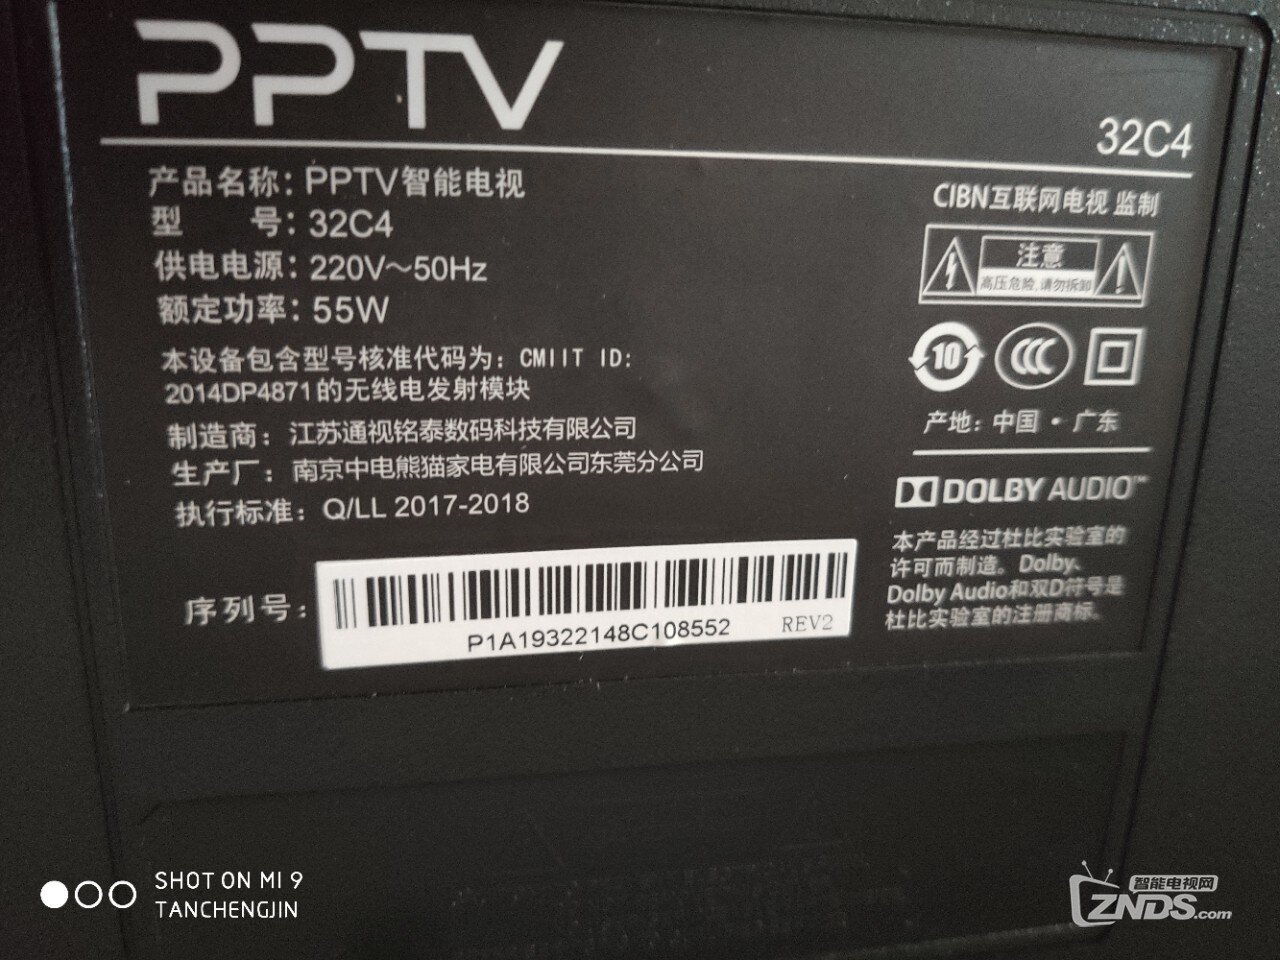 PPTV
32C4
产品名称：PPTV智能电视
型 号：32C4
供电电源：220V～50Hz
额定功率：55W
本设备包含型号核准代码为：CMIIT ID:
2014DP4871的无线电发射模块
制造商：江苏通视铭泰数码科技有限公司
生产厂：南京中电熊猫家电有限公司东莞分公司
执行标准：Q/LL 2017-2018
序列号：
P1A19322148C108552 REV2
CIBN互联网电视 监制
注意
高压危险,请勿拆卸
10
CCC
产地：中国·广东
DOLBY AUDIO™
本产品经过杜比实验室的
许可而制造。Dolby、
Dolby Audio和双D符号是
杜比实验室的注册商标。
SHOT ON MI 9
TANCHENGJIN
智能电视网
ZNDS.com